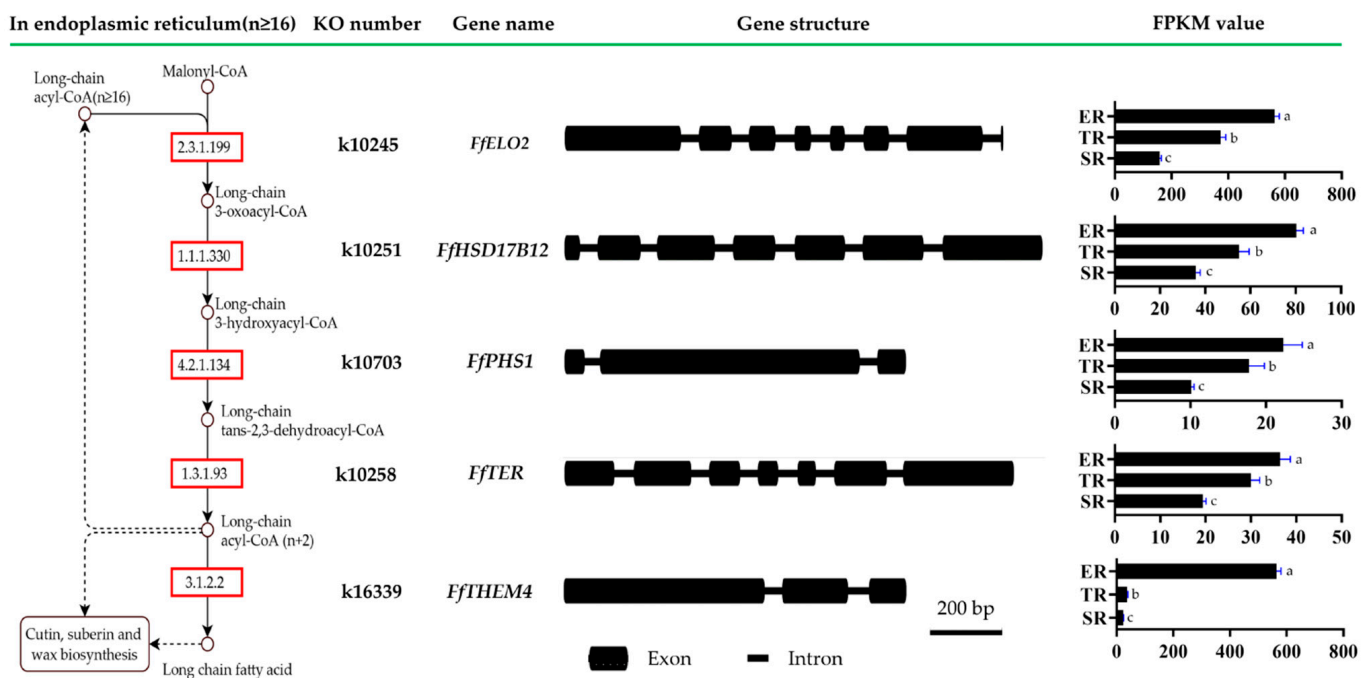 In endoplasmic reticulum(n≥16) KO number Gene name Gene structure FPKM value
Malonyl-CoA
Long-chain
acyl-CoA(n≥16)
2.3.1.199
k10245
FfELO2
ER a
TR b
SR c
0 200 400 600 800
Long-chain
3-oxoacyl-CoA
1.1.1.330
k10251
FfHSD17B12
ER a
TR b
SR c
0 20 40 60 80 100
Long-chain
3-hydroxyacyl-CoA
4.2.1.134
k10703
FfPHS1
ER a
TR b
SR c
0 10 20 30
Long-chain
tans-2,3-dehydroacyl-CoA
1.3.1.93
k10258
FfTER
ER a
TR b
SR c
0 10 20 30 40 50
Long-chain
acyl-CoA (n+2)
3.1.2.2
k16339
FfTHEM4
ER a
TR b
SR c
0 200 400 600 800
200 bp
Cutin, suberin and
wax biosynthesis
Long chain fatty acid
Exon Intron